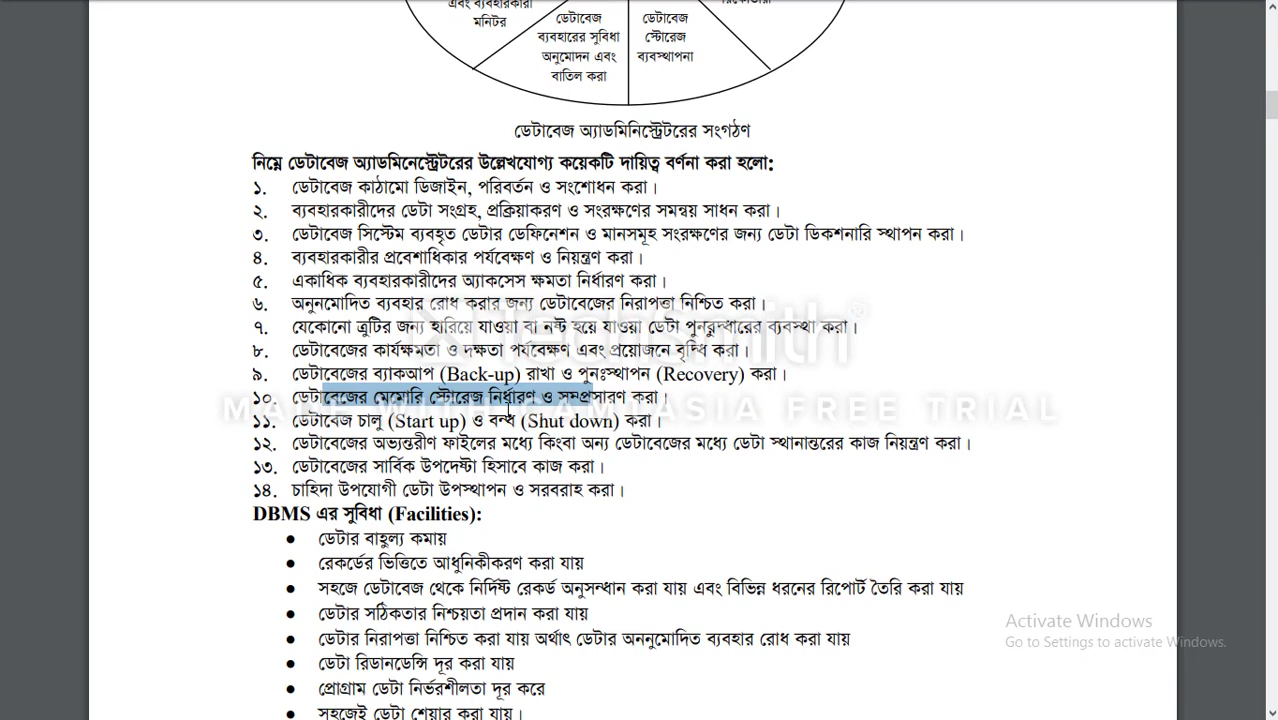 এবং ব্যবহারকারী
মনিটর
ডেটাবেজ
ব্যবহারের সুবিধা
অনুমোদন এবং
বাতিল করা
ডেটাবেজ
স্টোরেজ
ব্যবস্থাপনা
ডেটাবেজ অ্যাডমিনিস্ট্রেটরের সংগঠণ
নিম্নে ডেটাবেজ অ্যাডমিনেস্ট্রেটরের উল্লেখযোগ্য কয়েকটি দায়িত্ব বর্ণনা করা হলো:
১. ডেটাবেজ কাঠামো ডিজাইন, পরিবর্তন ও সংশোধন করা।
২. ব্যবহারকারীদের ডেটা সংগ্রহ, প্রক্রিয়াকরণ ও সংরক্ষণের সমন্বয় সাধন করা।
৩. ডেটাবেজ সিস্টেম ব্যবহৃত ডেটার ডেফিনেশন ও মানসমূহ সংরক্ষণের জন্য ডেটা ডিকশনারি স্থাপন করা।
৪. ব্যবহারকারীর প্রবেশাধিকার পর্যবেক্ষণ ও নিয়ন্ত্রণ করা।
৫. একাধিক ব্যবহারকারীদের অ্যাকসেস ক্ষমতা নির্ধারণ করা।
৬. অনুনমোদিত ব্যবহার রোধ করার জন্য ডেটাবেজের নিরাপত্তা নিশ্চিত করা।
৭. যেকোনো ত্রুটির জন্য হারিয়ে যাওয়া বা নষ্ট হয়ে যাওয়া ডেটা পুনরুদ্ধারের ব্যবস্থা করা।
৮. ডেটাবেজের কার্যক্ষমতা ও দক্ষতা পর্যবেক্ষণ এবং প্রয়োজনে বৃদ্ধি করা।
৯. ডেটাবেজের ব্যাকআপ (Back-up) রাখা ও পুনঃস্থাপন (Recovery) করা।
১০. ডেটাবেজের মেমোরি স্টোরেজ নির্ধারণ ও সম্প্রসারণ করা।
১১. ডেটাবেজ চালু (Start up) ও বন্ধ (Shut down) করা।
১২. ডেটাবেজের অভ্যন্তরীণ ফাইলের মধ্যে কিংবা অন্য ডেটাবেজের মধ্যে ডেটা স্থানান্তরের কাজ নিয়ন্ত্রণ করা।
১৩. ডেটাবেজের সার্বিক উপদেষ্টা হিসাবে কাজ করা।
১৪. চাহিদা উপযোগী ডেটা উপস্থাপন ও সরবরাহ করা।
DBMS এর সুবিধা (Facilities):
• ডেটার বাহুল্য কমায়
• রেকর্ডের ভিত্তিতে আধুনিকীকরণ করা যায়
• সহজে ডেটাবেজ থেকে নির্দিষ্ট রেকর্ড অনুসন্ধান করা যায় এবং বিভিন্ন ধরনের রিপোর্ট তৈরি করা যায়
• ডেটার সঠিকতার নিশ্চয়তা প্রদান করা যায়
• ডেটার নিরাপত্তা নিশ্চিত করা যায় অর্থাৎ ডেটার অননুমোদিত ব্যবহার রোধ করা যায়
• ডেটা রিডানডেন্সি দূর করা যায়
• প্রোগ্রাম ডেটা নির্ভরশীলতা দূর করে
• সহজেই ডেটা শেয়ার করা যায়।
TechSmith®
MADE WITH CAMTASIA FREE TRIAL
Activate Windows
Go to Settings to activate Windows.